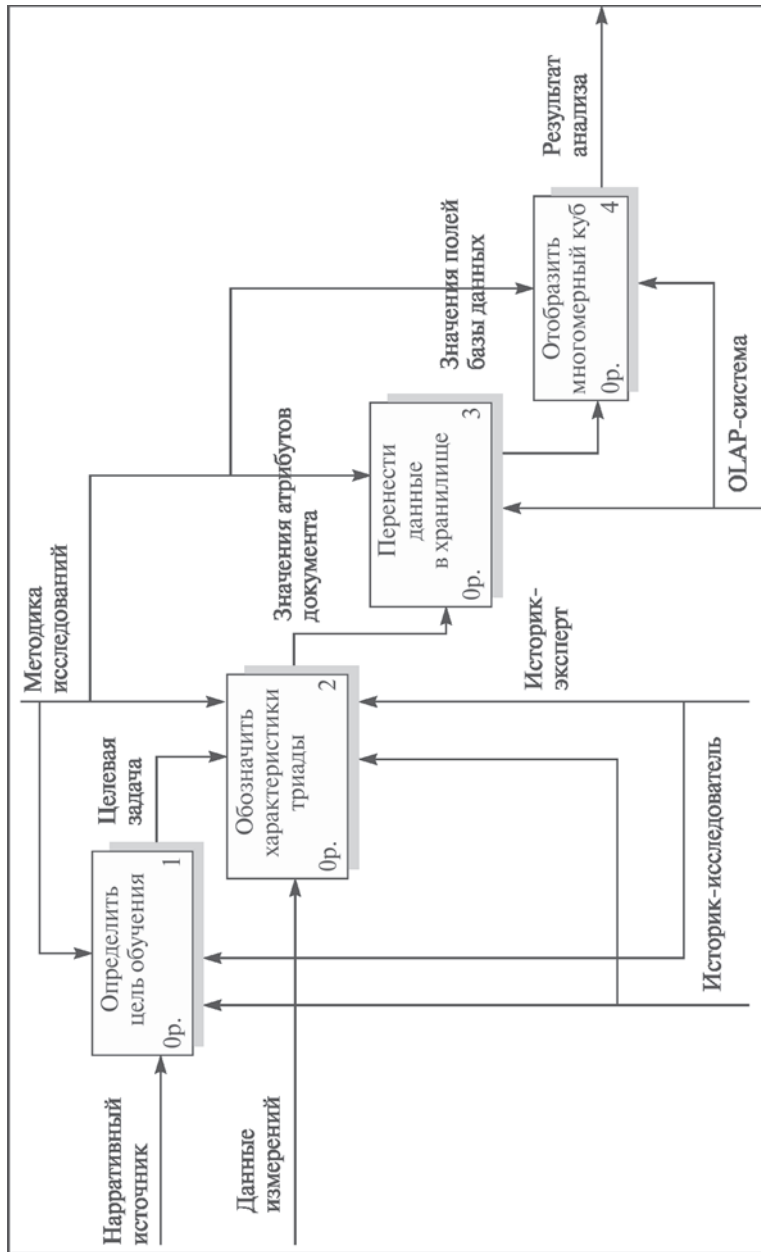 Методика
исследований
Нарративный
источник
Определить
цель обучения
0р.
1
Целевая
задача
Данные
измерений
Обозначить
характеристики
триады
0р.
2
Значения атрибутов
документа
Перенести
данные
в хранилище
0р.
3
Значения полей
базы данных
Отобразить
многомерный куб
0р.
4
Результат
анализа
Историк-исследователь
Историк-
эксперт
OLAP-система